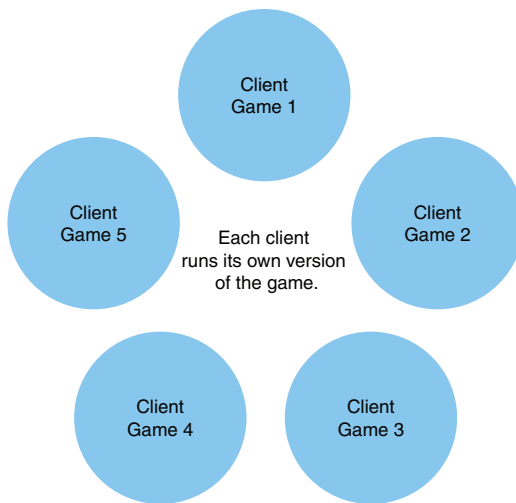 Client
Game 1
Client
Game 5
Client
Game 2
Each client
runs its own version
of the game.
Client
Game 4
Client
Game 3